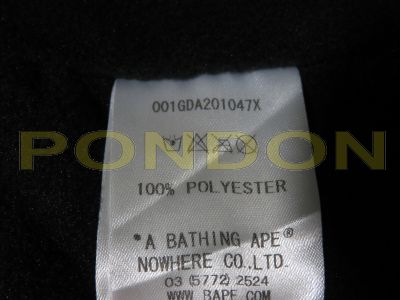 001GDA201047X
PONDON
100% POLYESTER
"A BATHING APE®
NOWHERE CO.,LTD.
03 (5772) 2524
WWW.BAPE.COM